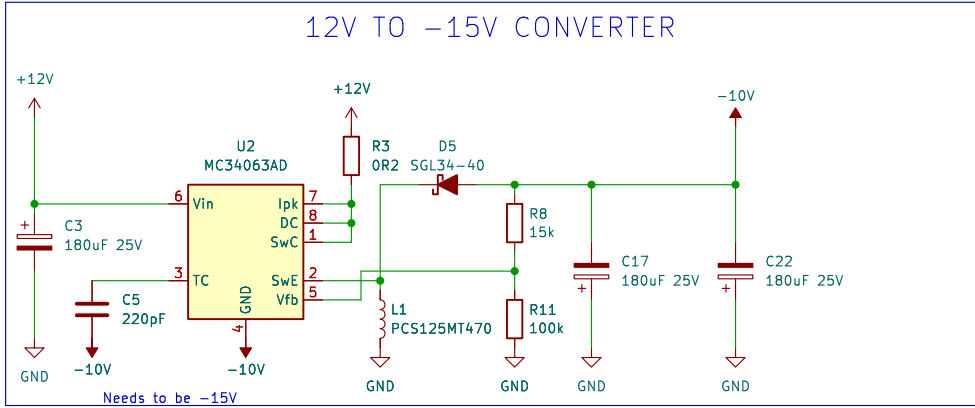 12V TO -15V CONVERTER
+12V
+12V
-10V
U2
MC34063AD
R3
0R2
D5
SGL34-40
6
Vin
Ipk
7
DC
8
SwC
1
3
TC
SwE
2
Vfb
5
GND
4
C3
180uF 25V
C5
220pF
R8
15k
C17
180uF 25V
C22
180uF 25V
L1
PCS125MT470
R11
100k
+
+
+
GND
-10V
-10V
GND
GND
GND
GND
Needs to be -15V